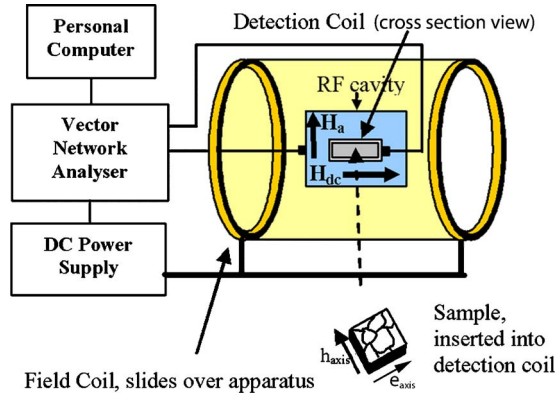 Personal
Computer
Vector
Network
Analyser
DC Power
Supply
Detection Coil (cross section view)
RF cavity
Ha
Hdc
haxis
eaxis
Sample,
inserted into
detection coil
Field Coil, slides over apparatus